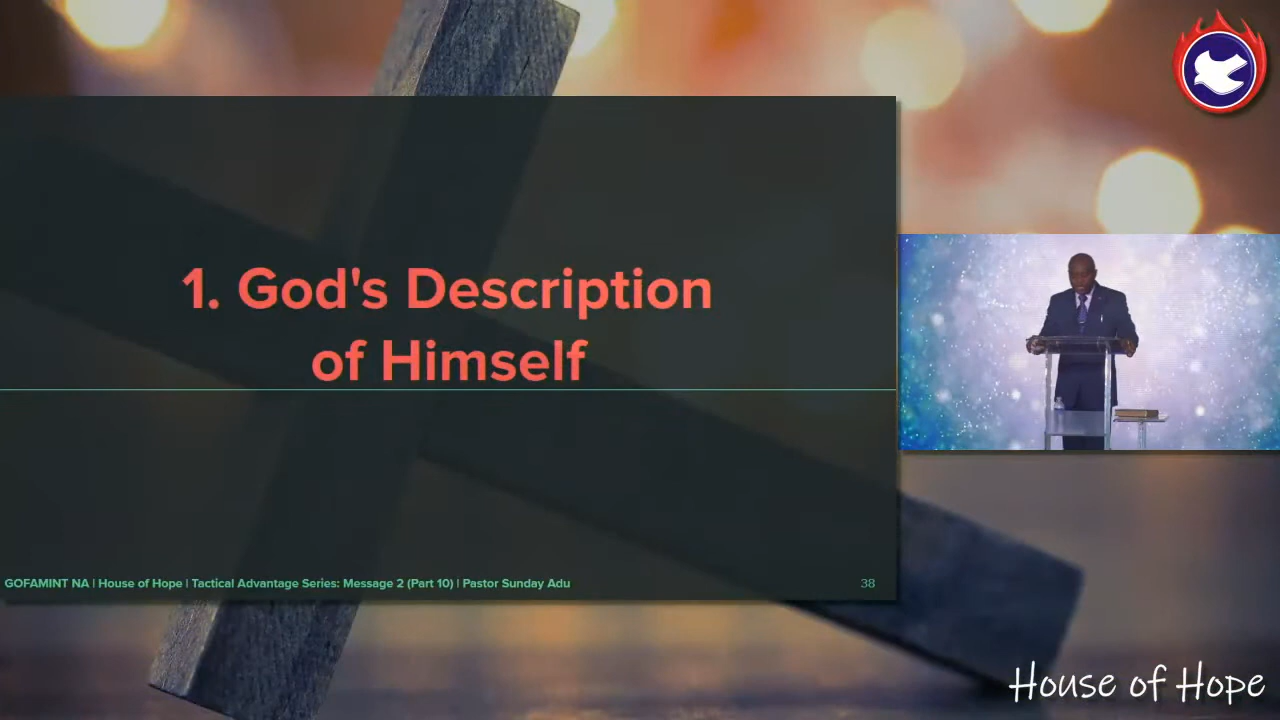 1. God's Description
of Himself
GOFAMINT NA | House of Hope | Tactical Advantage Series: Message 2 (Part 10) | Pastor Sunday Adu
38
House of Hope